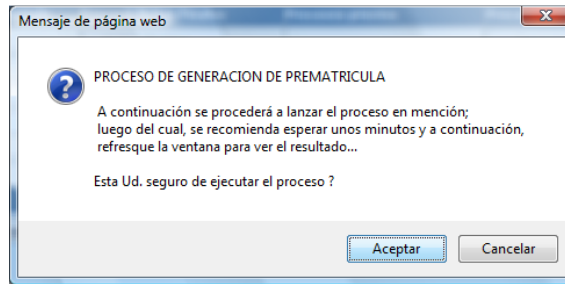 Mensaje de página web
PROCESO DE GENERACION DE PREMATRICULA
A continuación se procederá a lanzar el proceso en mención;
luego del cual, se recomienda esperar unos minutos y a continuación,
refresque la ventana para ver el resultado...
Esta Ud. seguro de ejecutar el proceso ?
Aceptar
Cancelar